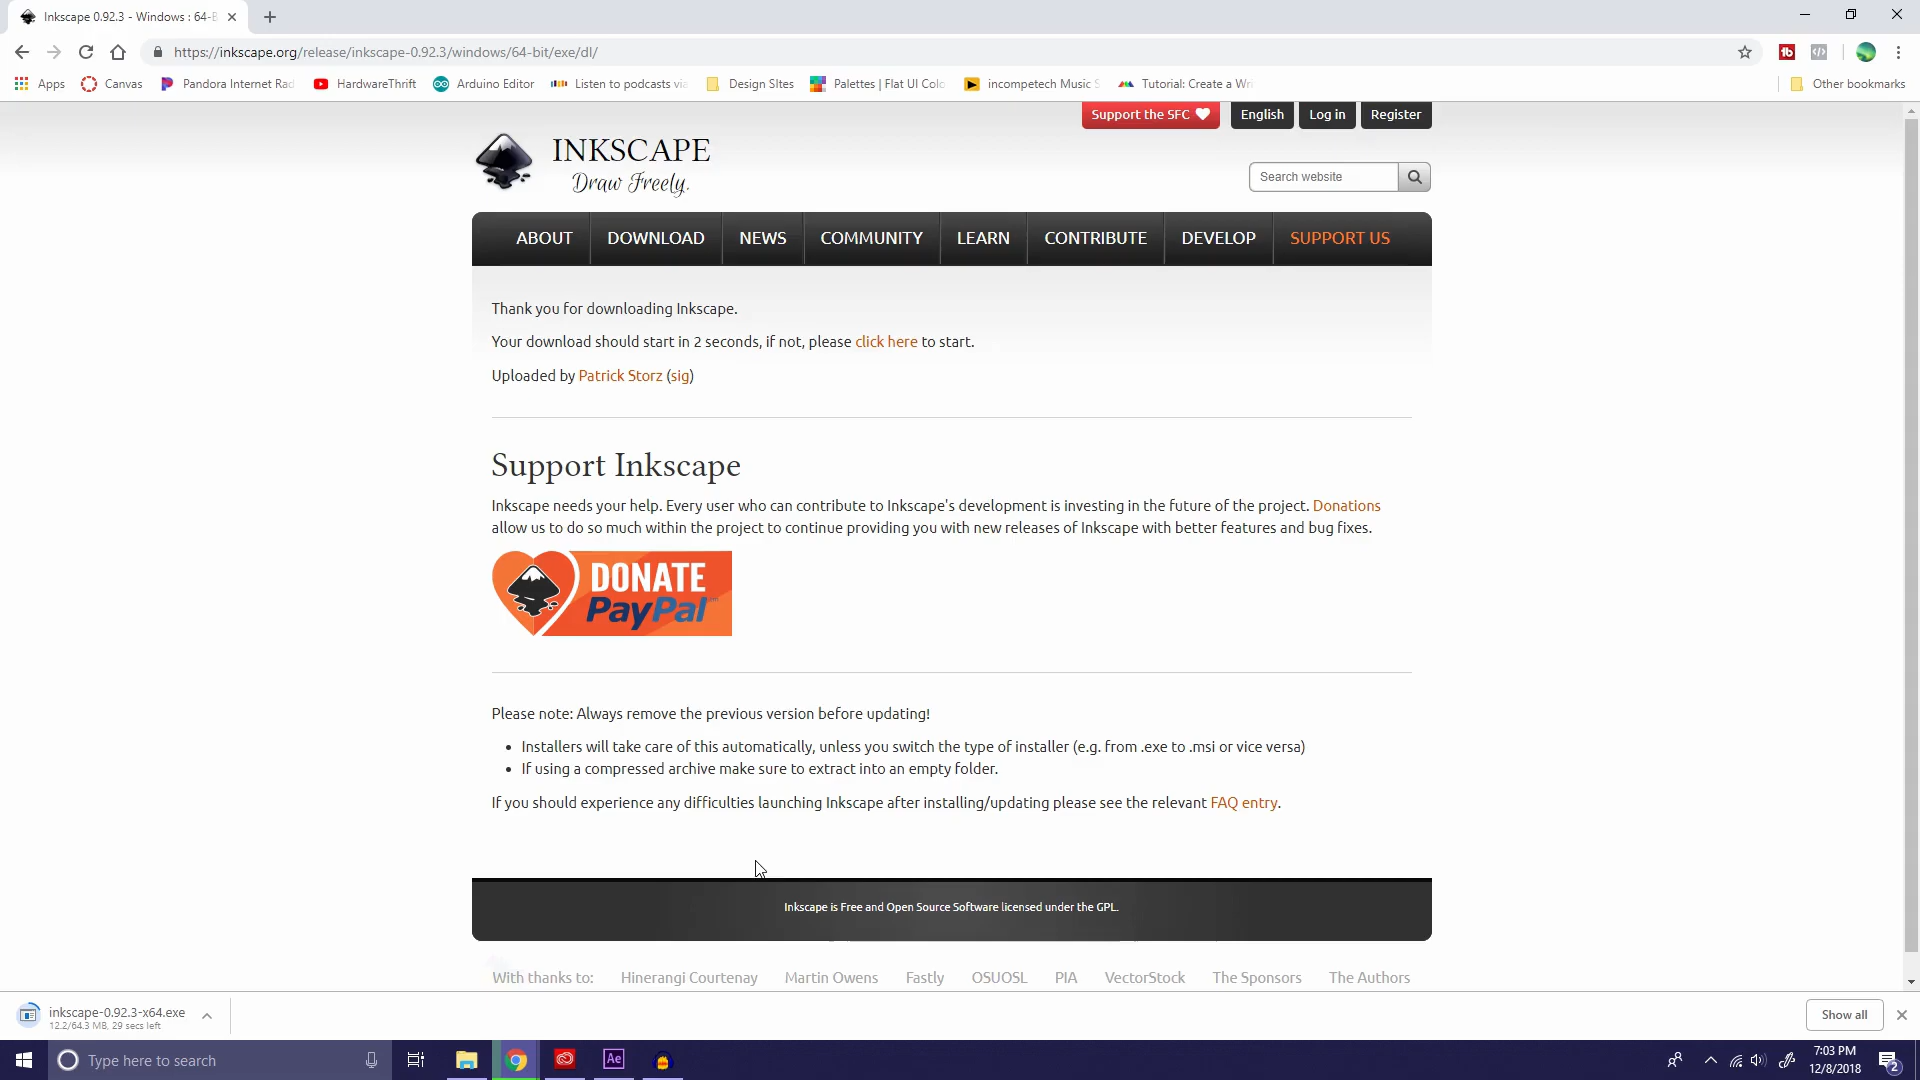 Inkscape 0.92.3 - Windows : 64-B
https://inkscape.org/release/inkscape-0.92.3/windows/64-bit/exe/dl/
Apps
Canvas
Pandora Internet Rad
HardwareThrift
Arduino Editor
Listen to podcasts via
Design SItes
Palettes | Flat UI Colo
incompetech Music S
Tutorial: Create a Wri
Other bookmarks
Support the SFC
English
Log in
Register
INKSCAPE
Draw Freely.
Search website
ABOUT
DOWNLOAD
NEWS
COMMUNITY
LEARN
CONTRIBUTE
DEVELOP
SUPPORT US
Thank you for downloading Inkscape.
Your download should start in 2 seconds, if not, please click here to start.
Uploaded by Patrick Storz (sig)
Support Inkscape
Inkscape needs your help. Every user who can contribute to Inkscape's development is investing in the future of the project. Donations
allow us to do so much within the project to continue providing you with new releases of Inkscape with better features and bug fixes.
DONATE
PayPal
Please note: Always remove the previous version before updating!
• Installers will take care of this automatically, unless you switch the type of installer (e.g. from .exe to .msi or vice versa)
• If using a compressed archive make sure to extract into an empty folder.
If you should experience any difficulties launching Inkscape after installing/updating please see the relevant FAQ entry.
Inkscape is Free and Open Source Software licensed under the GPL.
With thanks to:
Hinerangi Courtenay
Martin Owens
Fastly
OSUOSL
PIA
VectorStock
The Sponsors
The Authors
inkscape-0.92.3-x64.exe
12.2/64.3 MB, 29 secs left
Show all
Type here to search
Ae
7:03 PM
12/8/2018
2